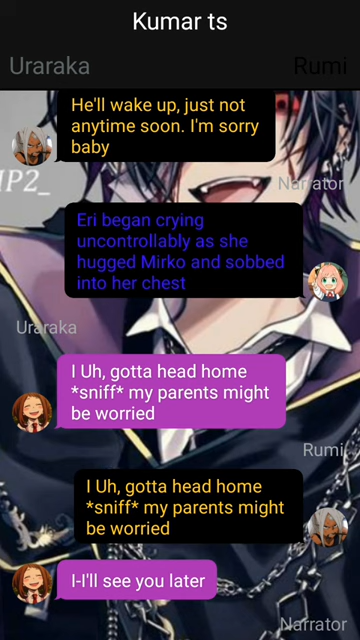 Kumar ts
Uraraka
Rumi
He'll wake up, just not
anytime soon. I'm sorry
baby
IP2_
Narrator
Eri began crying
uncontrollably as she
hugged Mirko and sobbed
into her chest
Uraraka
I Uh, gotta head home
*sniff* my parents might
be worried
Rumi
I Uh, gotta head home
*sniff* my parents might
be worried
I-I'll see you later
Narrator